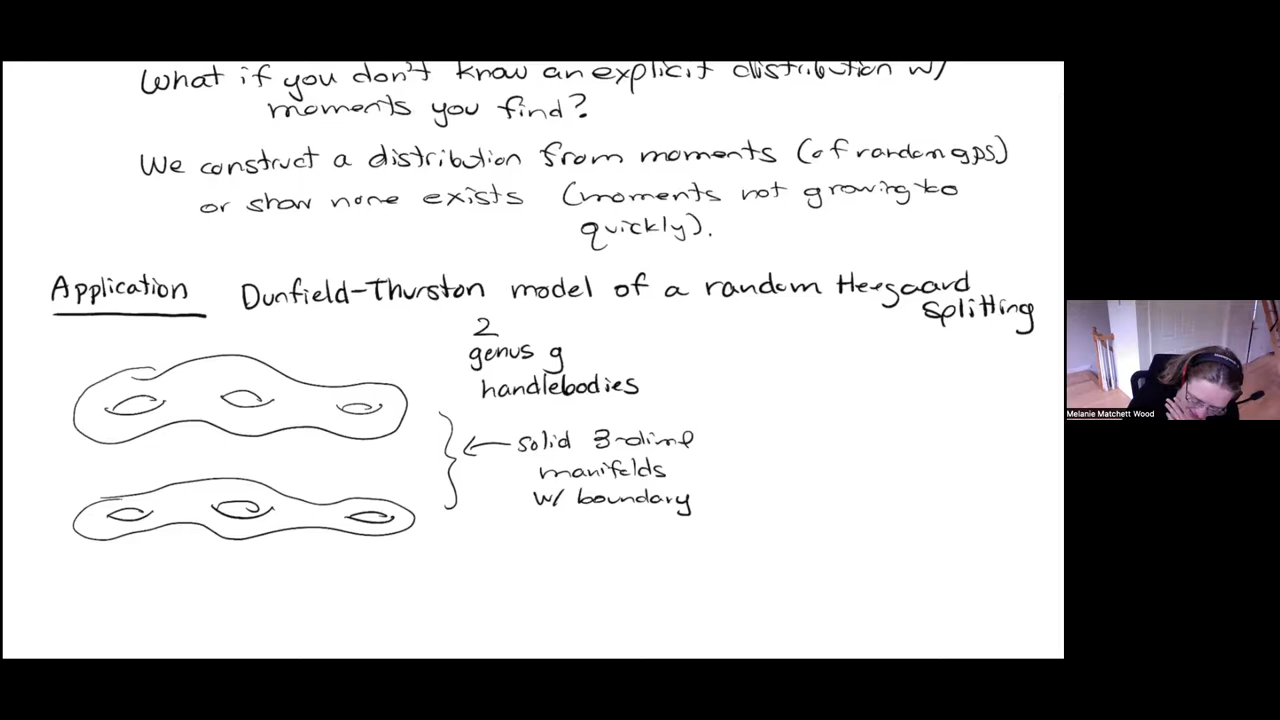 What if you don't know an explicit distribution w/
moments you find?
We construct a distribution from moments (of random gps)
or show none exists (moments not growing to
quickly).
Application Dunfield-Thurston model of a random Heegaard
splitting
2
genus g
handlebodies
solid 3-dim'l
manifolds
w/ boundary
Melanie Matchett Wood